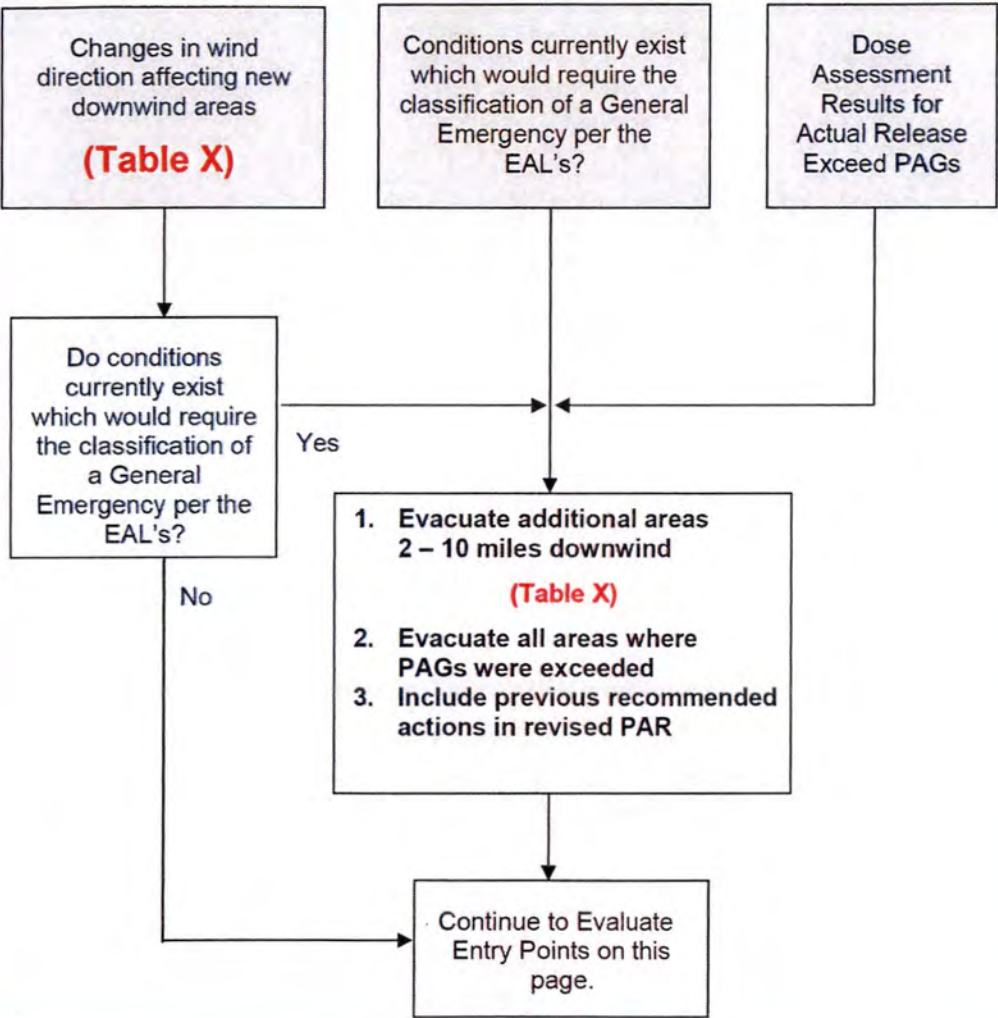 Changes in wind
direction affecting new
downwind areas
(Table X)
Conditions currently exist
which would require the
classification of a General
Emergency per the
EAL's?
Dose
Assessment
Results for
Actual Release
Exceed PAGs
Do conditions
currently exist
which would require
the classification of
a General
Emergency per the
EAL's?
Yes
No
1. Evacuate additional areas
2 – 10 miles downwind
(Table X)
2. Evacuate all areas where
PAGs were exceeded
3. Include previous recommended
actions in revised PAR
Continue to Evaluate
Entry Points on this
page.